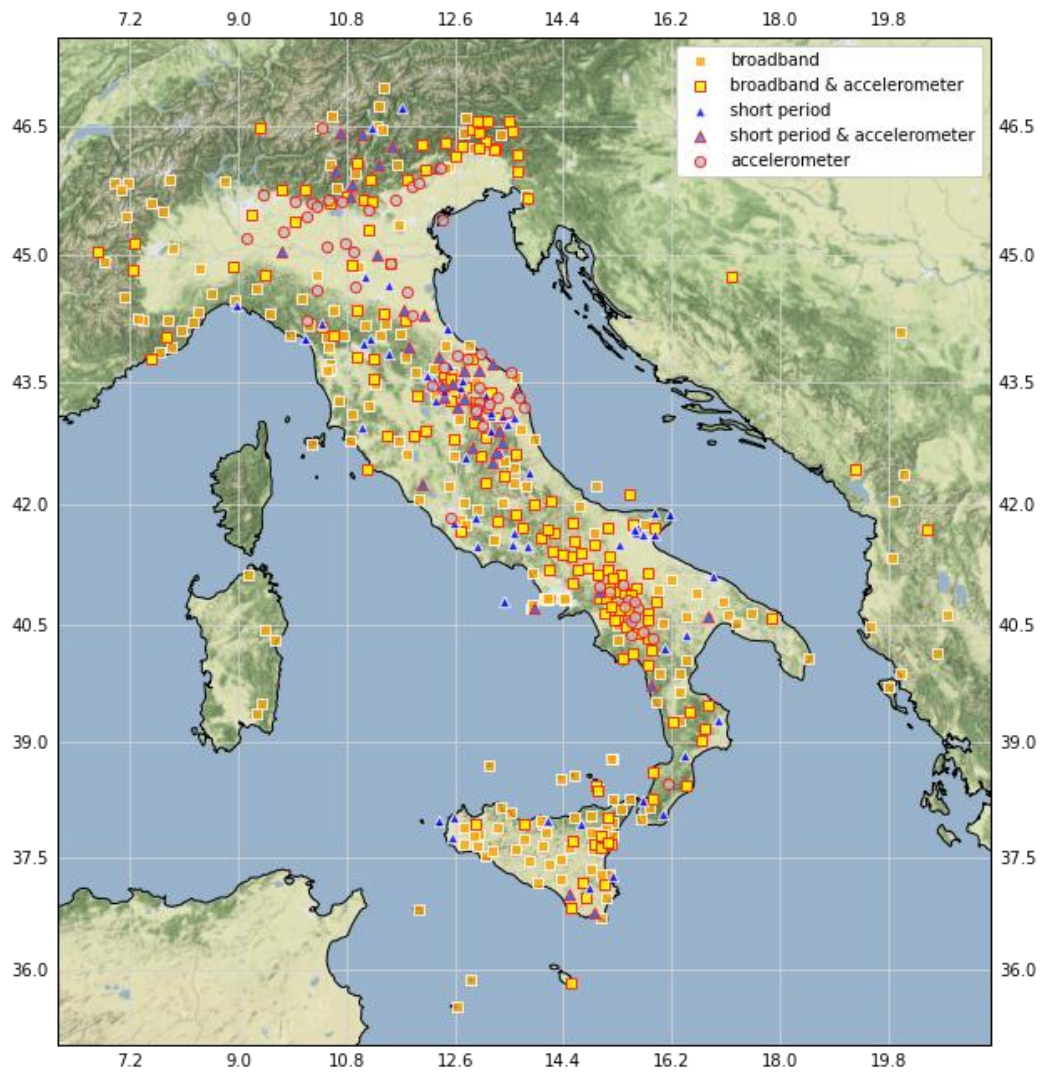 7.2 9.0 10.8 12.6 14.4 16.2 18.0 19.8
broadband
broadband & accelerometer
short period
short period & accelerometer
accelerometer
46.5 46.5
45.0 45.0
43.5 43.5
42.0 42.0
40.5 40.5
39.0 39.0
37.5 37.5
36.0 36.0
7.2 9.0 10.8 12.6 14.4 16.2 18.0 19.8